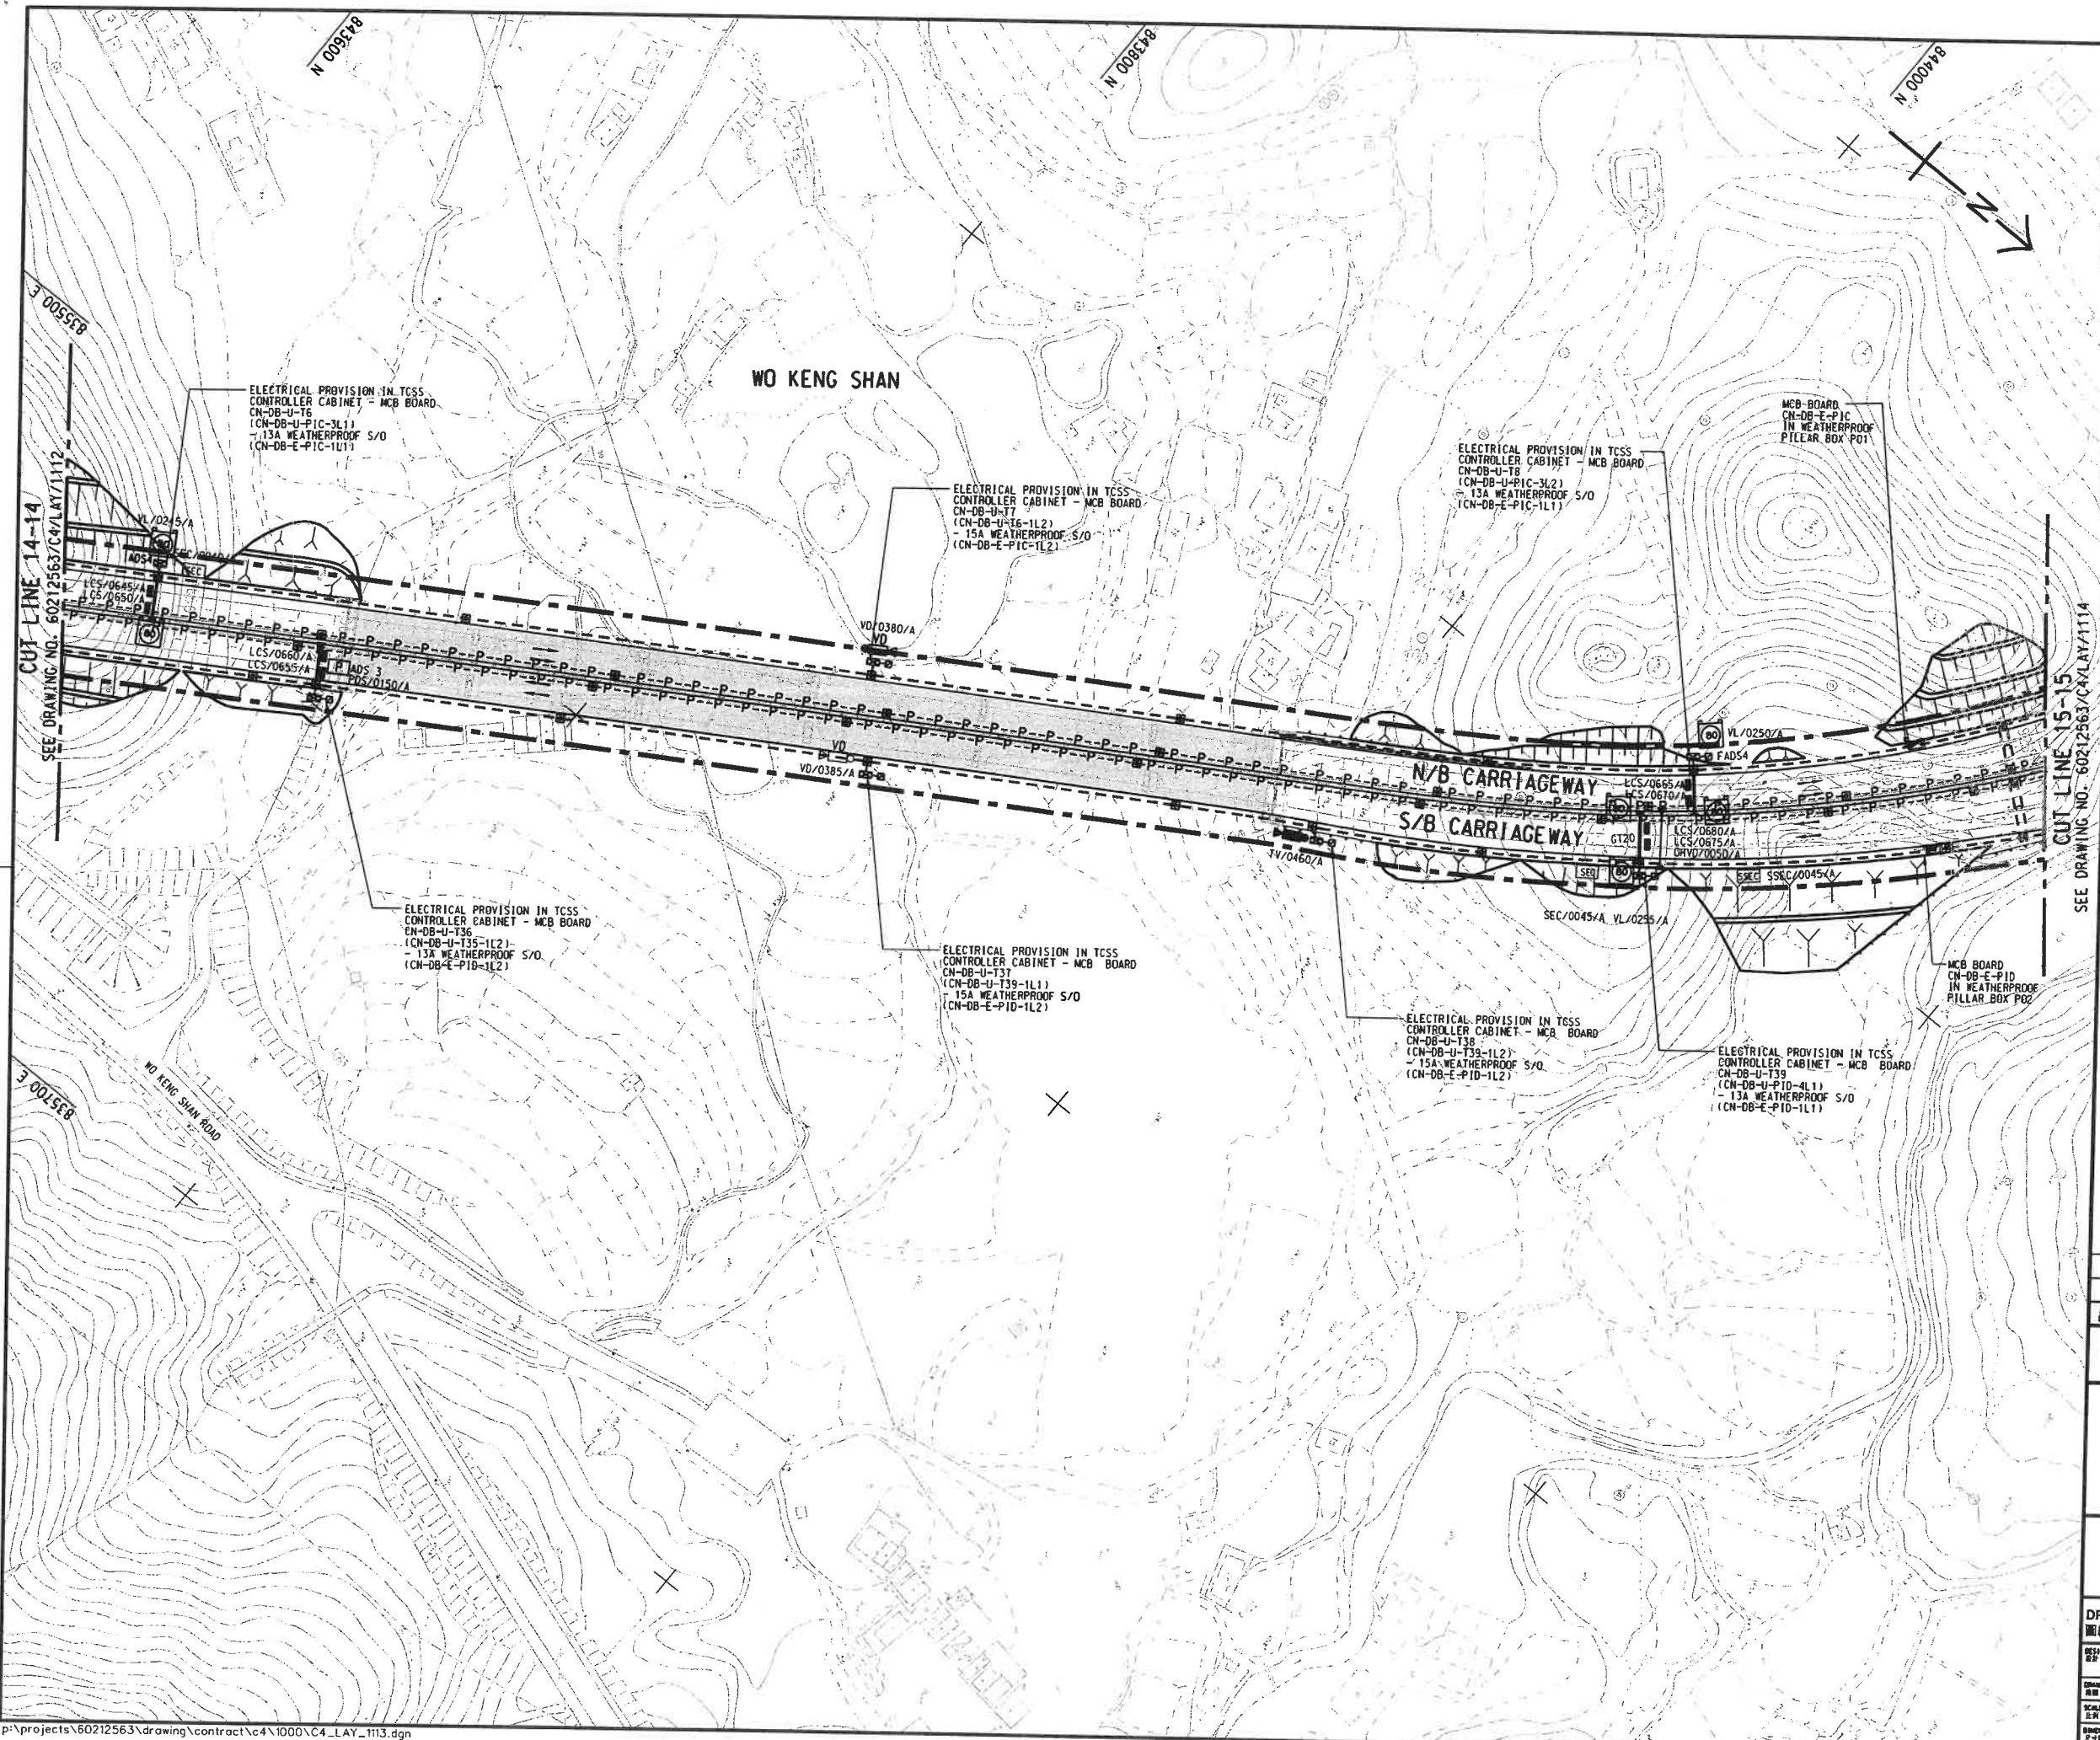 843600 N
843800 N
844000 N
N
835500 E
WO KENG SHAN
ELECTRICAL PROVISION IN TCSS
CONTROLLER CABINET - MCB BOARD
CN-DB-U-T6
(CN-DB-U-PIC-3L1)
- 13A WEATHERPROOF S/O
(CN-DB-E-PIC-1L1)
ELECTRICAL PROVISION IN TCSS
CONTROLLER CABINET - MCB BOARD
CN-DB-U-T7
(CN-DB-U-T6-1L2)
- 15A WEATHERPROOF S/O
(CN-DB-E-PIC-1L2)
ELECTRICAL PROVISION IN TCSS
CONTROLLER CABINET - MCB BOARD
CN-DB-U-T8
(CN-DB-U-PIC-3L2)
- 13A WEATHERPROOF S/O
(CN-DB-E-PIC-1L1)
MCB BOARD
CN-DB-E-PIC
IN WEATHERPROOF
PILLAR BOX P01
CUT LINE 14-14
SEE DRAWING NO. 60212563/C4/LAY/1112
VL/0245/A
ADS4
SEC
LCS/0645/A
LCS/0650/A
80
LCS/0660/A
LCS/0655/A
P
ADS 3
PDS/0150/A
VD/0380/A
VD
VD
VD/0385/A
N/B CARRIAGEWAY
S/B CARRIAGEWAY
80
VL/0250/A
FADS4
LCS/0665/A
LCS/0670/A
GT20
LCS/0680/A
LCS/0675/A
OHVD/0050/A
TV/0460/A
SEC
80
SSEC
SSEC/0045/A
SEC/0045/A
VL/0255/A
CUT LINE 15-15
SEE DRAWING NO. 60212563/C4/LAY/1114
ELECTRICAL PROVISION IN TCSS
CONTROLLER CABINET - MCB BOARD
CN-DB-U-T36
(CN-DB-U-T35-1L2)
- 13A WEATHERPROOF S/O
(CN-DB-E-PID-1L2)
ELECTRICAL PROVISION IN TCSS
CONTROLLER CABINET - MCB BOARD
CN-DB-U-T37
(CN-DB-U-T39-1L1)
- 15A WEATHERPROOF S/O
(CN-DB-E-PID-1L2)
ELECTRICAL PROVISION IN TCSS
CONTROLLER CABINET - MCB BOARD
CN-DB-U-T38
(CN-DB-U-T39-1L2)
- 15A WEATHERPROOF S/O
(CN-DB-E-PID-1L2)
ELECTRICAL PROVISION IN TCSS
CONTROLLER CABINET - MCB BOARD
CN-DB-U-T39
(CN-DB-U-PID-4L1)
- 13A WEATHERPROOF S/O
(CN-DB-E-PID-1L1)
MCB BOARD
CN-DB-E-PID
IN WEATHERPROOF
PILLAR BOX P02
835700 E
WO KENG SHAN ROAD
p:\projects\60212563\drawing\contract\c4\1000\C4_LAY_1113.dgn